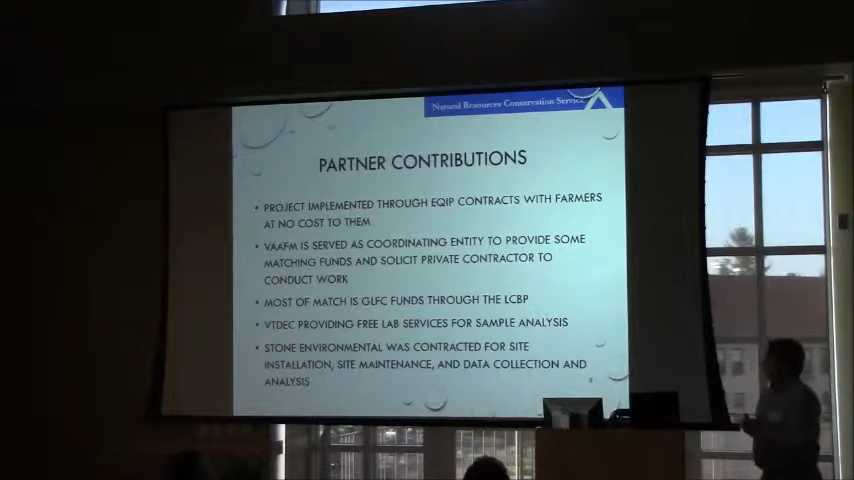 Natural Resources Conservation Service
PARTNER CONTRIBUTIONS
• PROJECT IMPLEMENTED THROUGH EQIP CONTRACTS WITH FARMERS
AT NO COST TO THEM
• VAAFM IS SERVED AS COORDINATING ENTITY TO PROVIDE SOME
MATCHING FUNDS AND SOLICIT PRIVATE CONTRACTOR TO
CONDUCT WORK
• MOST OF MATCH IS GLFC FUNDS THROUGH THE LCBP
• VTDEC PROVIDING FREE LAB SERVICES FOR SAMPLE ANALYSIS
• STONE ENVIRONMENTAL WAS CONTRACTED FOR SITE
INSTALLATION, SITE MAINTENANCE, AND DATA COLLECTION AND
ANALYSIS